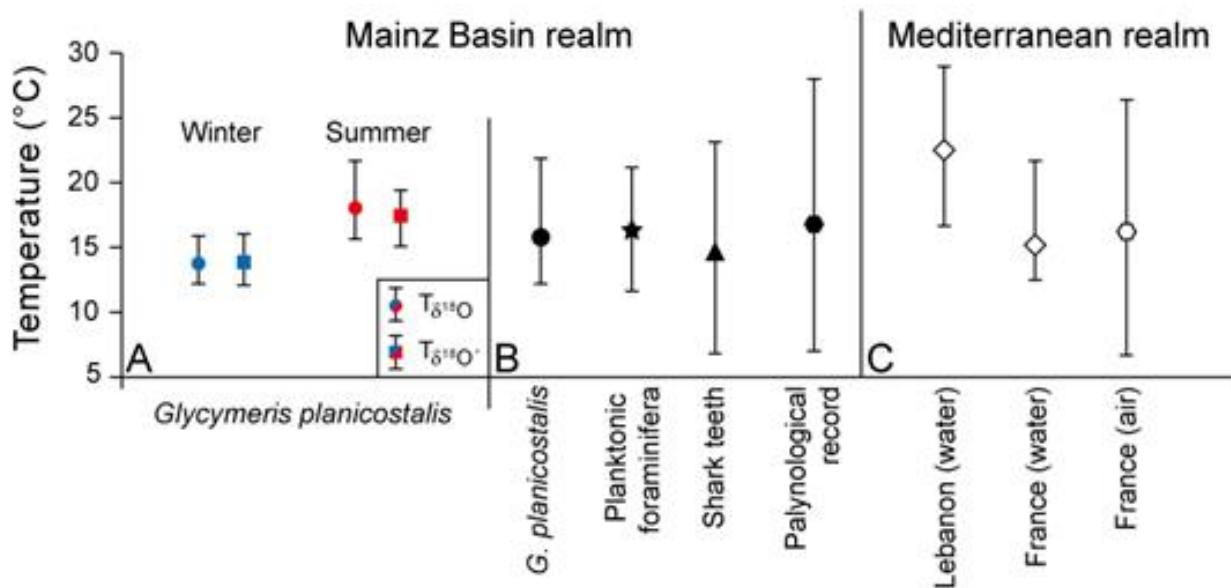 Mainz Basin realm
Mediterranean realm
Temperature (°C)
30
25
20
15
10
5
Winter
Summer
Tδ¹⁸O
Tδ¹⁸O*
A
B
C
Glycymeris planicostalis
G. planicostalis
Planktonic
foraminifera
Shark teeth
Palynological
record
Lebanon (water)
France (water)
France (air)